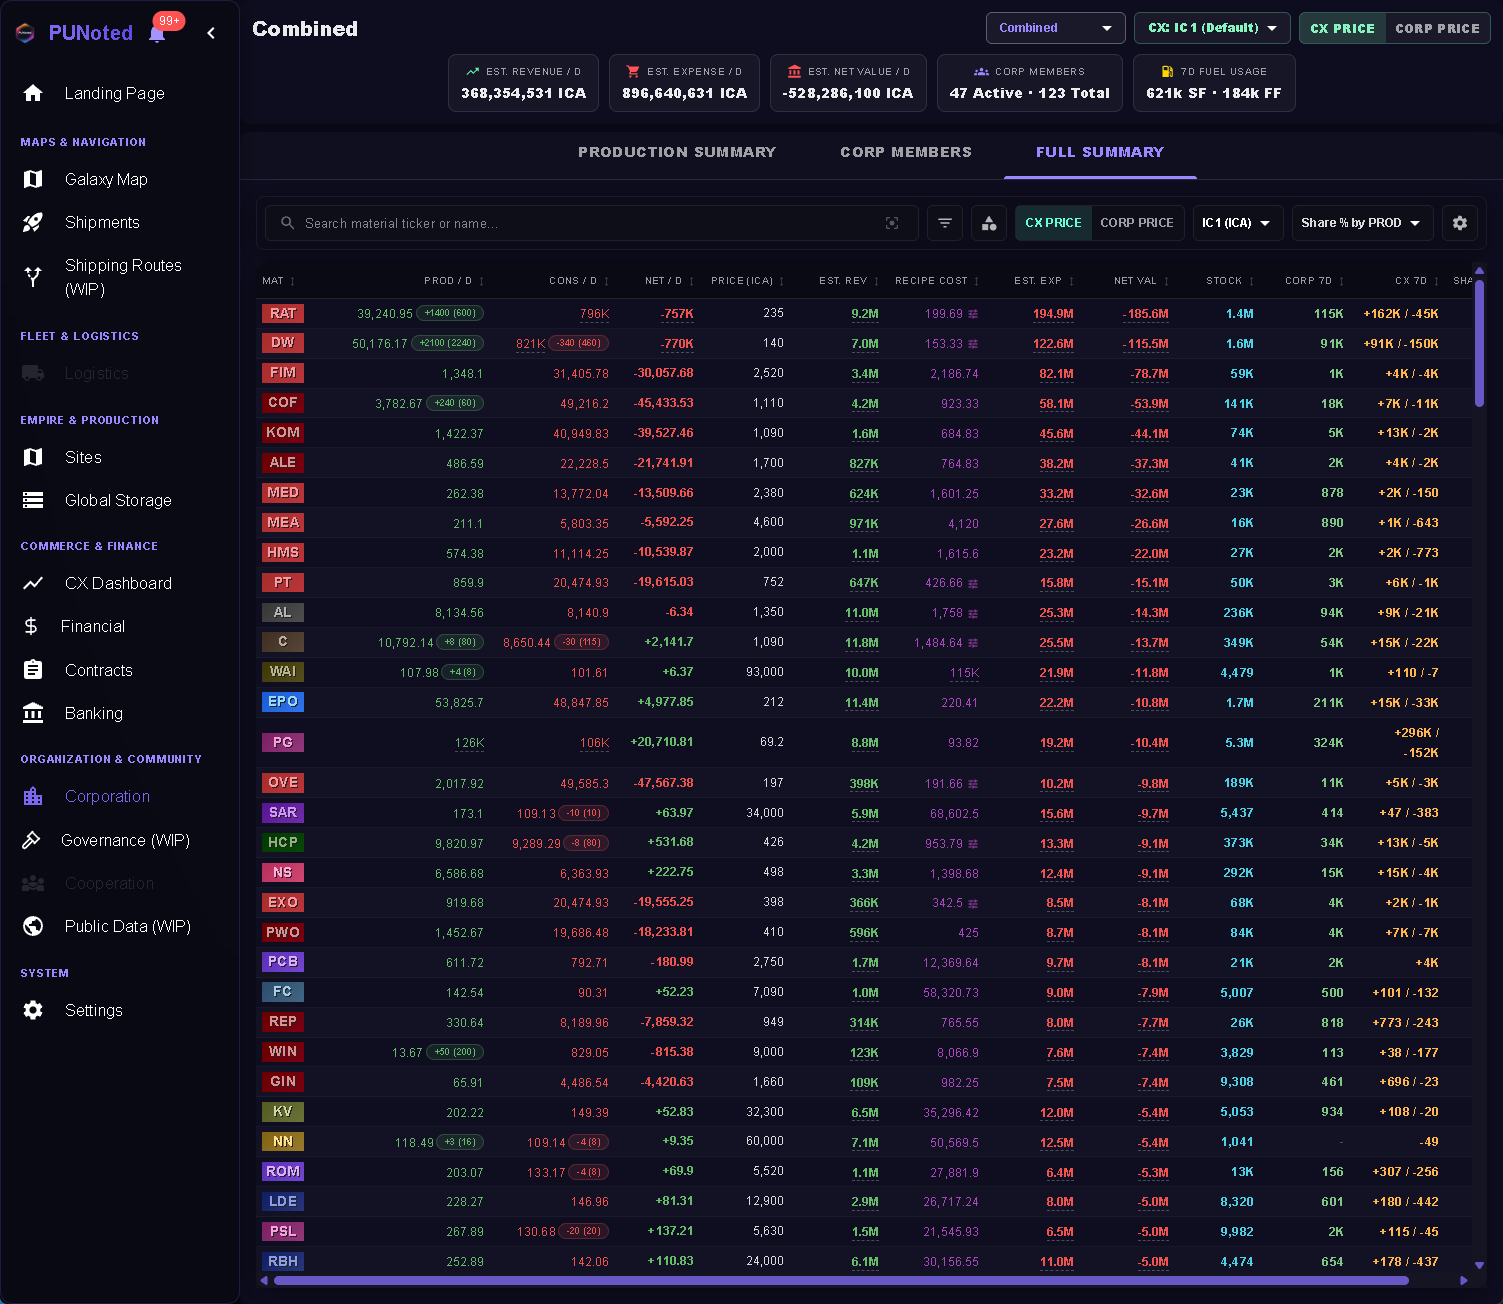 PUNoted 99+
Landing Page
MAPS & NAVIGATION
Galaxy Map
Shipments
Shipping Routes
(WIP)
FLEET & LOGISTICS
Logistics
EMPIRE & PRODUCTION
Sites
Global Storage
COMMERCE & FINANCE
CX Dashboard
Financial
Contracts
Banking
ORGANIZATION & COMMUNITY
Corporation
Governance (WIP)
Cooperation
Public Data (WIP)
SYSTEM
Settings
Combined
Combined CX: IC1 (Default) CX PRICE CORP PRICE
EST. REVENUE / D EST. EXPENSE / D EST. NET VALUE / D CORP MEMBERS 7D FUEL USAGE
368,354,531 ICA 896,640,631 ICA -528,286,100 ICA 47 Active · 123 Total 621k SF · 184k FF
PRODUCTION SUMMARY CORP MEMBERS FULL SUMMARY
Search material ticker or name... CX PRICE CORP PRICE IC1 (ICA) Share % by PROD
MAT PROD / D CONS / D NET / D PRICE (ICA) EST. REV RECIPE COST EST. EXP NET VAL STOCK CORP 7D CX 7D SHA
RAT 39,240.95 +1400 (600) 796K -757K 235 9.2M 199.69 194.9M -185.6M 1.4M 115K +162K / -45K
DW 50,176.17 +2100 (2240) 821K -340 (460) -770K 140 7.0M 153.33 122.6M -115.5M 1.6M 91K +91K / -150K
FIM 1,348.1 31,405.78 -30,057.68 2,520 3.4M 2,186.74 82.1M -78.7M 59K 1K +4K / -4K
COF 3,782.67 +240 (60) 49,216.2 -45,433.53 1,110 4.2M 923.33 58.1M -53.9M 141K 18K +7K / -11K
KOM 1,422.37 40,949.83 -39,527.46 1,090 1.6M 684.83 45.6M -44.1M 74K 5K +13K / -2K
ALE 486.59 22,228.5 -21,741.91 1,700 827K 764.83 38.2M -37.3M 41K 2K +4K / -2K
MED 262.38 13,772.04 -13,509.66 2,380 624K 1,601.25 33.2M -32.6M 23K 878 +2K / -150
MEA 211.1 5,803.35 -5,592.25 4,600 971K 4,120 27.6M -26.6M 16K 890 +1K / -643
HMS 574.38 11,114.25 -10,539.87 2,000 1.1M 1,615.6 23.2M -22.0M 27K 2K +2K / -773
PT 859.9 20,474.93 -19,615.03 752 647K 426.66 15.8M -15.1M 50K 3K +6K / -1K
AL 8,134.56 8,140.9 -6.34 1,350 11.0M 1,758 25.3M -14.3M 236K 94K +9K / -21K
C 10,792.14 +8 (80) 8,650.44 -30 (115) +2,141.7 1,090 11.8M 1,484.64 25.5M -13.7M 349K 54K +15K / -22K
WAI 107.98 +4 (8) 101.61 +6.37 93,000 10.0M 115K 21.9M -11.8M 4,479 1K +110 / -7
EPO 53,825.7 48,847.85 +4,977.85 212 11.4M 220.41 22.2M -10.8M 1.7M 211K +15K / -33K
PG 126K 106K +20,710.81 69.2 8.8M 93.82 19.2M -10.4M 5.3M 324K +296K / -152K
OVE 2,017.92 49,585.3 -47,567.38 197 398K 191.66 10.2M -9.8M 189K 11K +5K / -3K
SAR 173.1 109.13 -10 (10) +63.97 34,000 5.9M 68,602.5 15.6M -9.7M 5,437 414 +47 / -383
HCP 9,820.97 9,289.29 -8 (80) +531.68 426 4.2M 953.79 13.3M -9.1M 373K 34K +13K / -5K
NS 6,586.68 6,363.93 +222.75 498 3.3M 1,398.68 12.4M -9.1M 292K 15K +15K / -4K
EXO 919.68 20,474.93 -19,555.25 398 366K 342.5 8.5M -8.1M 68K 4K +2K / -1K
PWO 1,452.67 19,686.48 -18,233.81 410 596K 425 8.7M -8.1M 84K 4K +7K / -7K
PCB 611.72 792.71 -180.99 2,750 1.7M 12,369.64 9.7M -8.1M 21K 2K +4K
FC 142.54 90.31 +52.23 7,090 1.0M 58,320.73 9.0M -7.9M 5,007 500 +101 / -132
REP 330.64 8,189.96 -7,859.32 949 314K 765.55 8.0M -7.7M 26K 818 +773 / -243
WIN 13.67 +50 (200) 829.05 -815.38 9,000 123K 8,066.9 7.6M -7.4M 3,829 113 +38 / -177
GIN 65.91 4,486.54 -4,420.63 1,660 109K 982.25 7.5M -7.4M 9,308 461 +696 / -23
KV 202.22 149.39 +52.83 32,300 6.5M 35,296.42 12.0M -5.4M 5,053 934 +108 / -20
NN 118.49 +3 (16) 109.14 -4 (8) +9.35 60,000 7.1M 50,569.5 12.5M -5.4M 1,041 - -49
ROM 203.07 133.17 -4 (8) +69.9 5,520 1.1M 27,881.9 6.4M -5.3M 13K 156 +307 / -256
LDE 228.27 146.96 +81.31 12,900 2.9M 26,717.24 8.0M -5.0M 8,320 601 +180 / -442
PSL 267.89 130.68 -20 (20) +137.21 5,630 1.5M 21,545.93 6.5M -5.0M 9,982 2K +115 / -45
RBH 252.89 142.06 +110.83 24,000 6.1M 30,156.55 11.0M -5.0M 4,474 654 +178 / -437